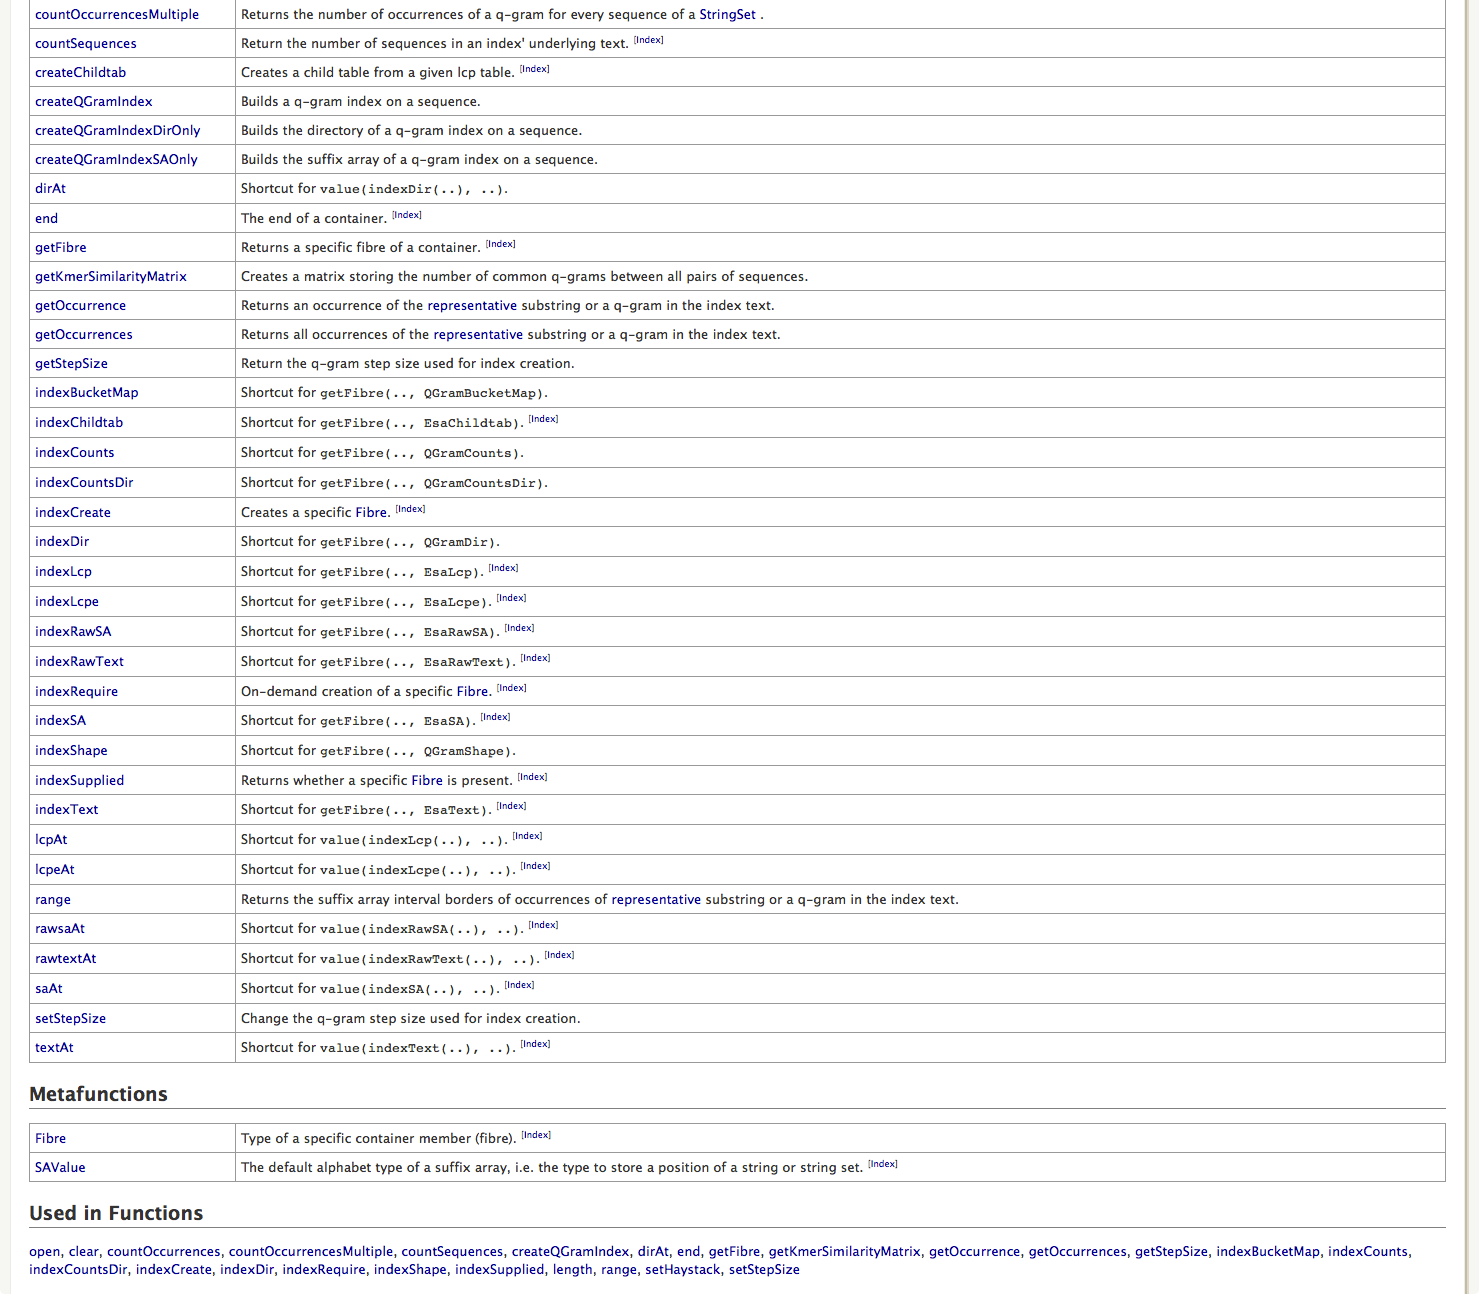 countOccurrencesMultiple Returns the number of occurrences of a q-gram for every sequence of a StringSet .
countSequences Return the number of sequences in an index' underlying text. [Index]
createChildtab Creates a child table from a given lcp table. [Index]
createQGramIndex Builds a q-gram index on a sequence.
createQGramIndexDirOnly Builds the directory of a q-gram index on a sequence.
createQGramIndexSAOnly Builds the suffix array of a q-gram index on a sequence.
dirAt Shortcut for value(indexDir(..), ..).
end The end of a container. [Index]
getFibre Returns a specific fibre of a container. [Index]
getKmerSimilarityMatrix Creates a matrix storing the number of common q-grams between all pairs of sequences.
getOccurrence Returns an occurrence of the representative substring or a q-gram in the index text.
getOccurrences Returns all occurrences of the representative substring or a q-gram in the index text.
getStepSize Return the q-gram step size used for index creation.
indexBucketMap Shortcut for getFibre(.., QGramBucketMap).
indexChildtab Shortcut for getFibre(.., EsaChildtab). [Index]
indexCounts Shortcut for getFibre(.., QGramCounts).
indexCountsDir Shortcut for getFibre(.., QGramCountsDir).
indexCreate Creates a specific Fibre. [Index]
indexDir Shortcut for getFibre(.., QGramDir).
indexLcp Shortcut for getFibre(.., EsaLcp). [Index]
indexLcpe Shortcut for getFibre(.., EsaLcpe). [Index]
indexRawSA Shortcut for getFibre(.., EsaRawSA). [Index]
indexRawText Shortcut for getFibre(.., EsaRawText). [Index]
indexRequire On-demand creation of a specific Fibre. [Index]
indexSA Shortcut for getFibre(.., EsaSA). [Index]
indexShape Shortcut for getFibre(.., QGramShape).
indexSupplied Returns whether a specific Fibre is present. [Index]
indexText Shortcut for getFibre(.., EsaText). [Index]
lcpAt Shortcut for value(indexLcp(..), ..). [Index]
lcpeAt Shortcut for value(indexLcpe(..), ..). [Index]
range Returns the suffix array interval borders of occurrences of representative substring or a q-gram in the index text.
rawsaAt Shortcut for value(indexRawSA(..), ..). [Index]
rawtextAt Shortcut for value(indexRawText(..), ..). [Index]
saAt Shortcut for value(indexSA(..), ..). [Index]
setStepSize Change the q-gram step size used for index creation.
textAt Shortcut for value(indexText(..), ..). [Index]
Metafunctions
Fibre Type of a specific container member (fibre). [Index]
SAValue The default alphabet type of a suffix array, i.e. the type to store a position of a string or string set. [Index]
Used in Functions
open, clear, countOccurrences, countOccurrencesMultiple, countSequences, createQGramIndex, dirAt, end, getFibre, getKmerSimilarityMatrix, getOccurrence, getOccurrences, getStepSize, indexBucketMap, indexCounts,
indexCountsDir, indexCreate, indexDir, indexRequire, indexShape, indexSupplied, length, range, setHaystack, setStepSize